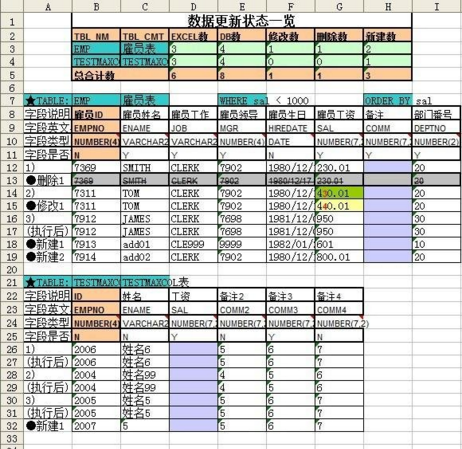 A B C D E F G H I
1 数据更新状态一览
2 TBL_NM TBL_CMT EXCEL数 DB数 修改数 删除数 新建数
3 EMP 雇员表 3 4 1 1 2
4 TESTMAXCO TESTMAXCO 3 4 0 0 1
5 总合计数 6 8 1 1 3
6
7 ★TABLE: EMP 雇员表 WHERE sal < 1000 ORDER BY sal
8 字段说明 雇员ID 雇员姓名 雇员工作 雇员领导 雇员生日 雇员工资 备注 部门番号
9 字段英文 EMPNO ENAME JOB MGR HIREDATE SAL COMM DEPTNO
10 字段类型 NUMBER(4) VARCHAR2 VARCHAR2 NUMBER(4) DATE NUMBER(7, NUMBER(7, NUMBER(2)
11 字段是否 N Y Y Y N Y Y Y
12 1) 7369 SMITH CLERK 7902 1980/12/ 230.01 20
13 ●删除1 7369 SMITH CLERK 7902 1980/12/17 230.01 20
14 2) 7311 TOM CLERK 7902 1980/12/ 430.01 20
15 ●修改1 7311 TOM CLERK 7902 1980/12/ 440.01 20
16 3) 7912 JAMES CLERK 7698 1981/12/ 950 30
17 (执行后) 7912 JAMES CLERK 7698 1981/12/ 950 30
18 ●新建1 7913 add01 CLE999 9999 1982/01/ 601 10
19 ●新建2 7914 add02 CLERK 7902 1980/12/ 800.01 20
20
21 ★TABLE: TESTMAXCO TESTMAXCOL表
22 字段说明 ID 姓名 工资 备注2 备注3 备注4
23 字段英文 EMPNO ENAME SAL COMM2 COMM3 COMM4
24 字段类型 NUMBER(4) VARCHAR2 NUMBER(7, NUMBER(7, NUMBER(7, NUMBER(7,2)
25 字段是否 N N Y N Y N
26 1) 2006 姓名6 5 6 7
27 (执行后) 2006 姓名6 5 6 7
28 2) 2004 姓名99 4 5 6
29 (执行后) 2004 姓名99 4 5 6
30 3) 2005 姓名5 5 6 7
31 (执行后) 2005 姓名5 5 6 7
32 ●新建1 2007 5 5 6 7
33